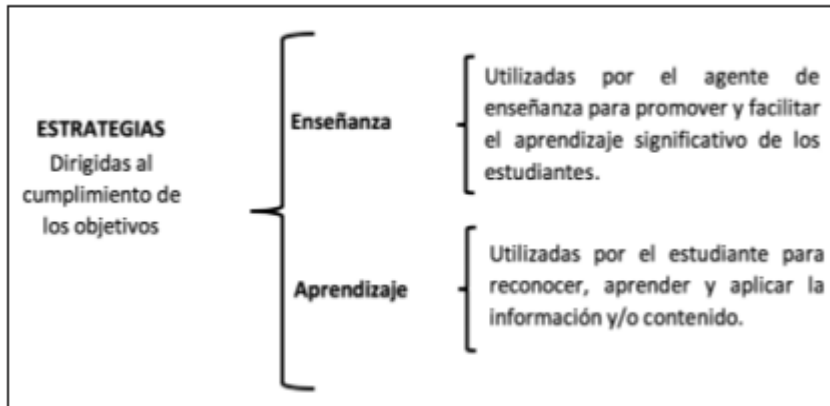 ESTRATEGIAS
Dirigidas al
cumplimiento de
los objetivos
Enseñanza
Utilizadas por el agente de
enseñanza para promover y facilitar
el aprendizaje significativo de los
estudiantes.
Aprendizaje
Utilizadas por el estudiante para
reconocer, aprender y aplicar la
información y/o contenido.